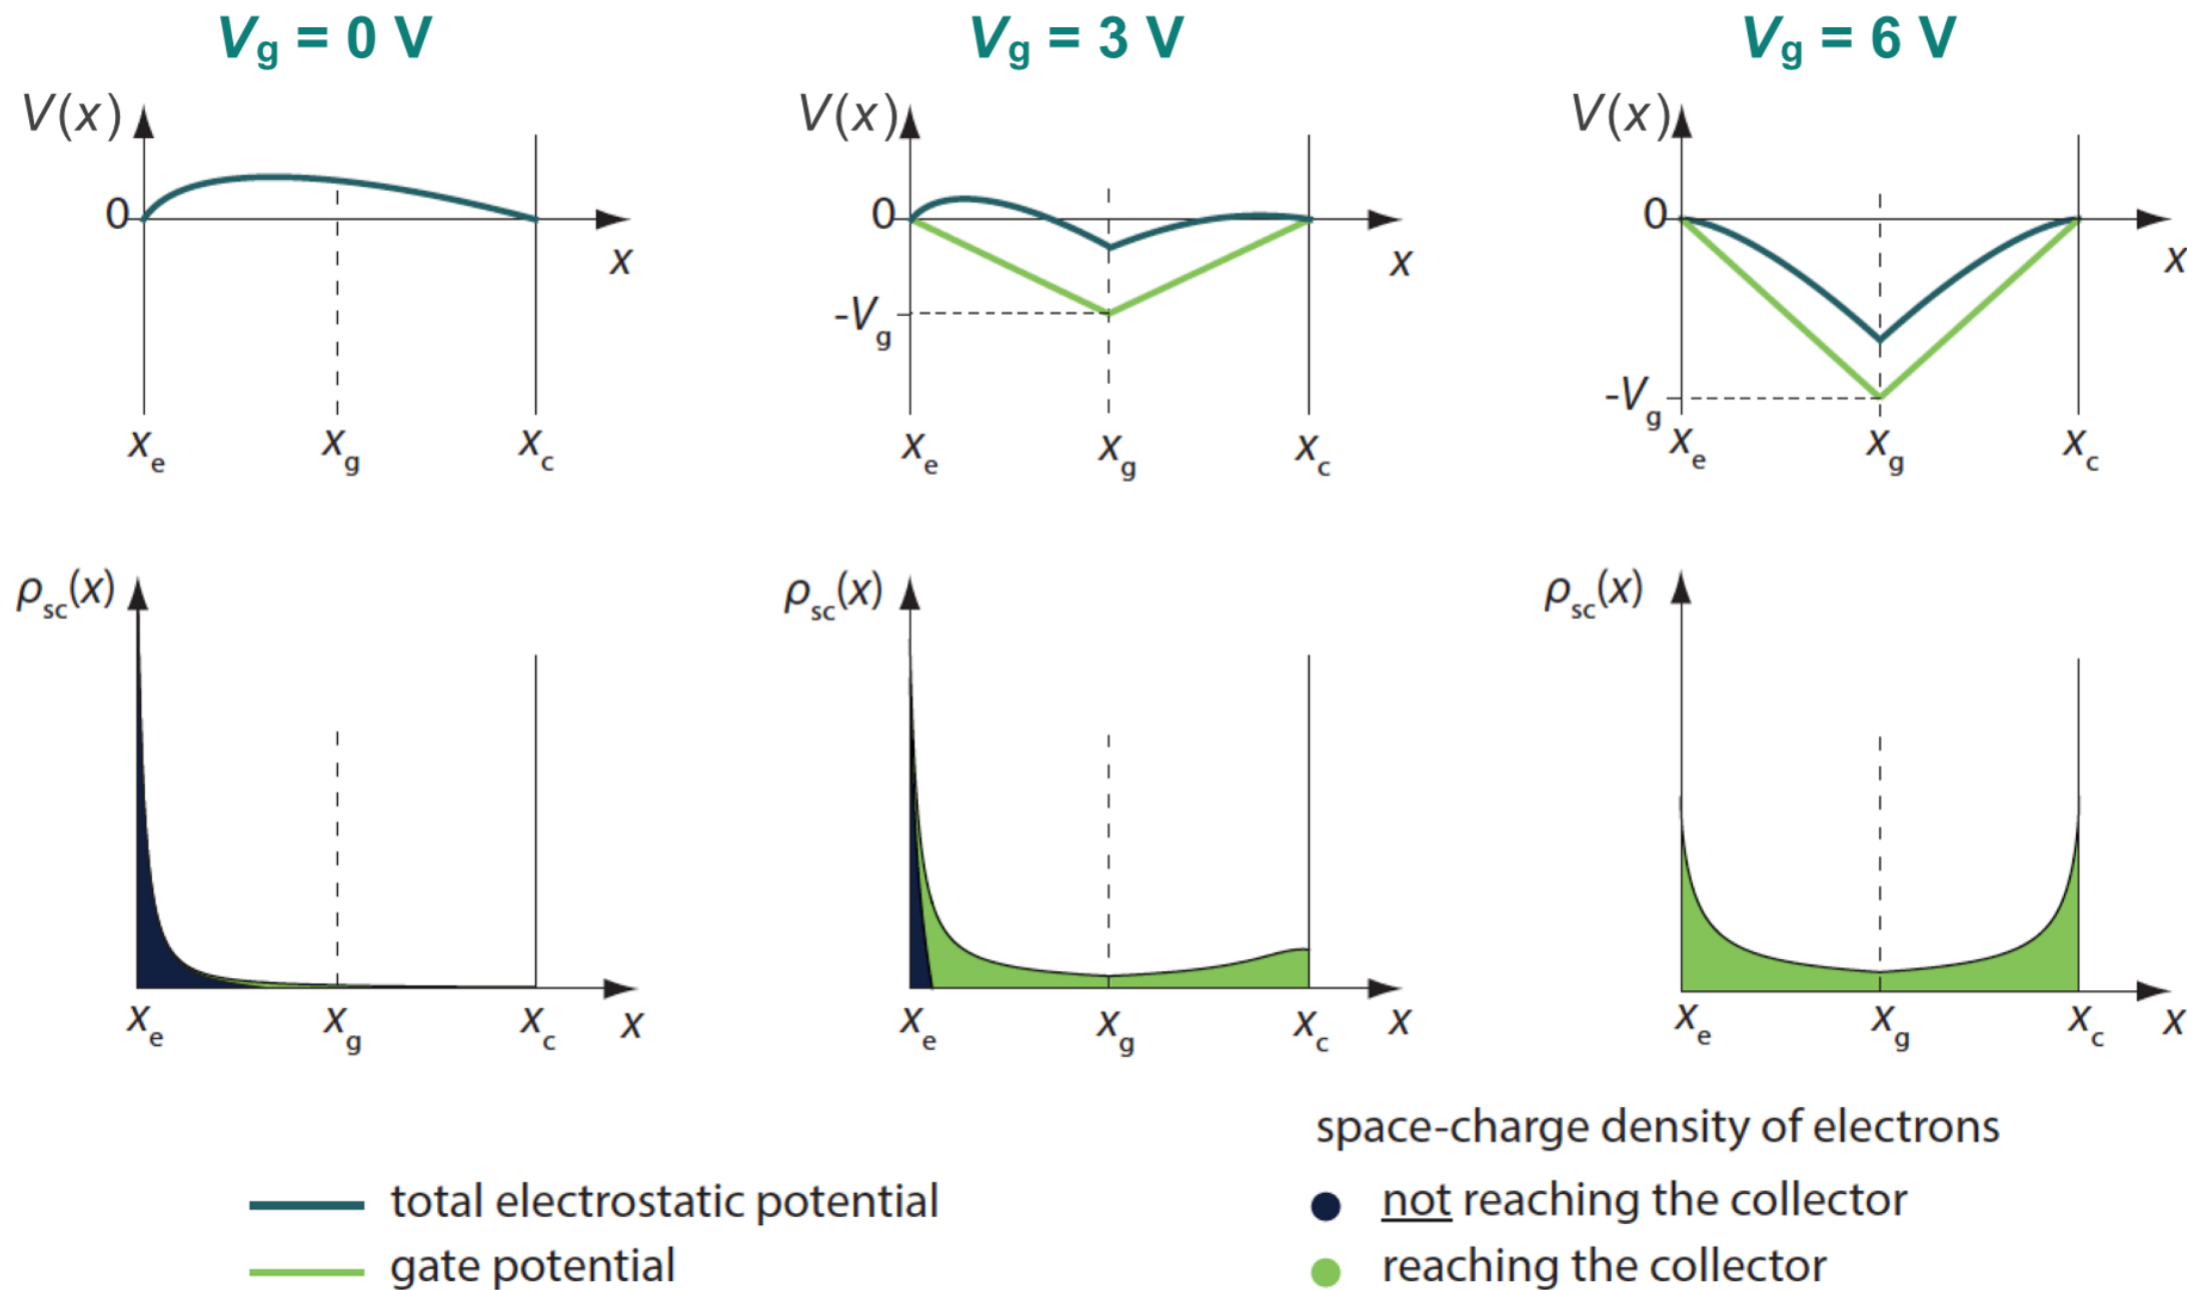 Vg = 0 V
Vg = 3 V
Vg = 6 V
V(x)
V(x)
V(x)
0
0
0
x
x
x
-Vg
-Vg
xe
xg
xc
xe
xg
xc
xe
xg
xc
ρsc(x)
ρsc(x)
ρsc(x)
xe
xg
xc
x
xe
xg
xc
x
xe
xg
xc
x
space-charge density of electrons
total electrostatic potential
not reaching the collector
gate potential
reaching the collector